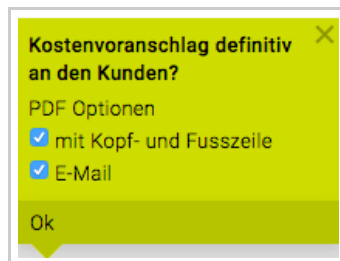 Kostenvoranschlag definitiv
an den Kunden?
PDF Optionen
mit Kopf- und Fusszeile
E-Mail
Ok